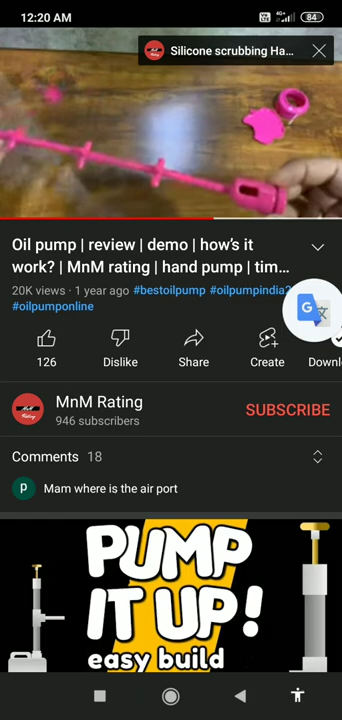 12:20 AM
4G+
84
Silicone scrubbing Ha...
Oil pump | review | demo | how's it
work? | MnM rating | hand pump | tim...
20K views · 1 year ago #bestoilpump #oilpumpindia2
#oilpumponline
126
Dislike
Share
Create
Downl
MnM Rating
946 subscribers
SUBSCRIBE
Comments 18
p
Mam where is the air port
PUMP
IT UP!
easy build